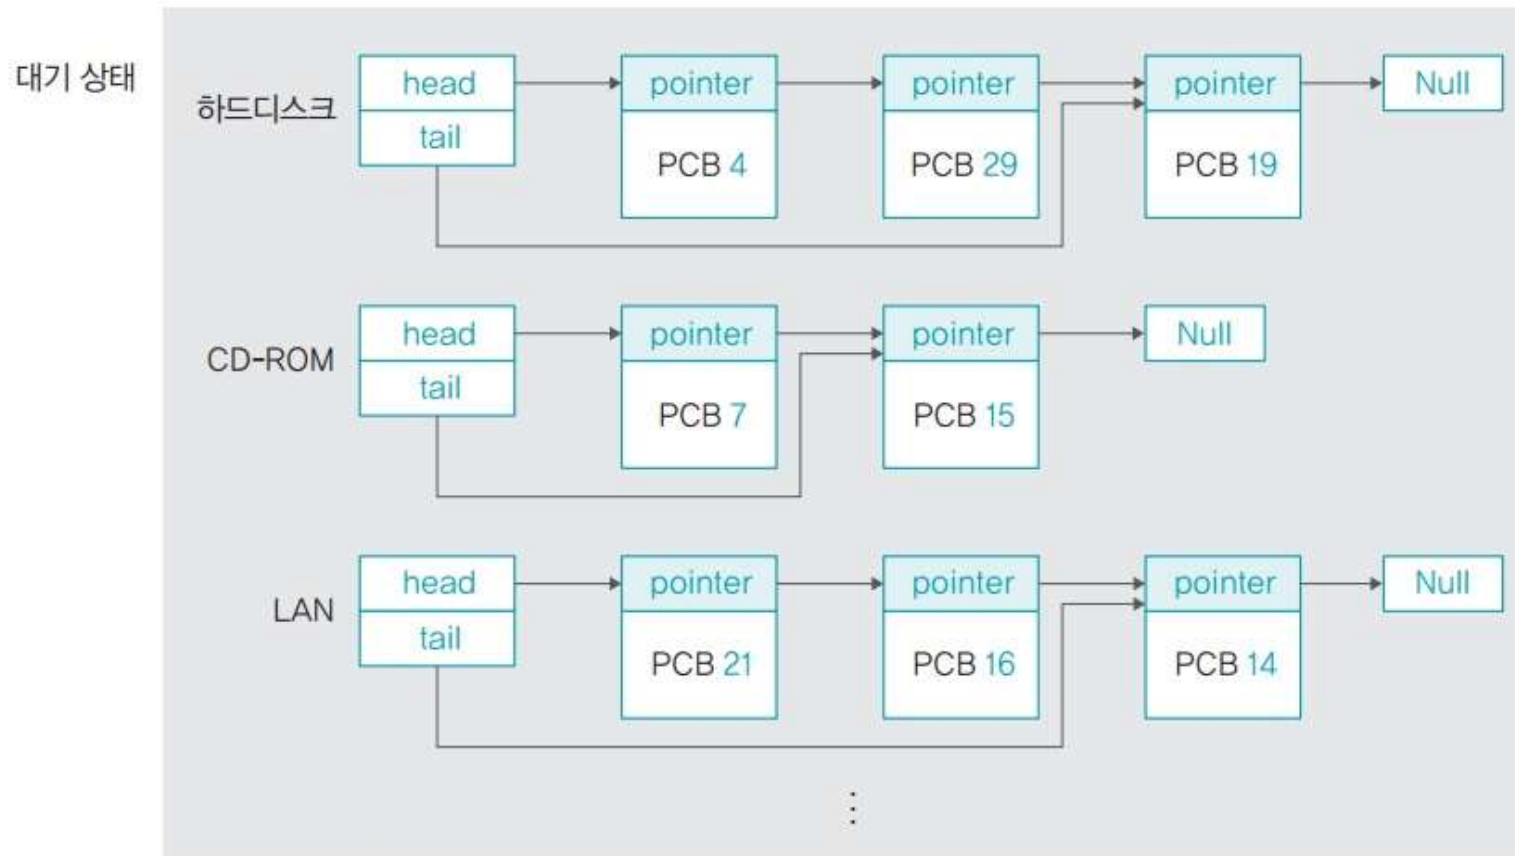 대기 상태
하드디스크
head pointer pointer pointer Null
tail
PCB 4 PCB 29 PCB 19
CD-ROM
head pointer pointer Null
tail
PCB 7 PCB 15
LAN
head pointer pointer pointer Null
tail
PCB 21 PCB 16 PCB 14
⋮